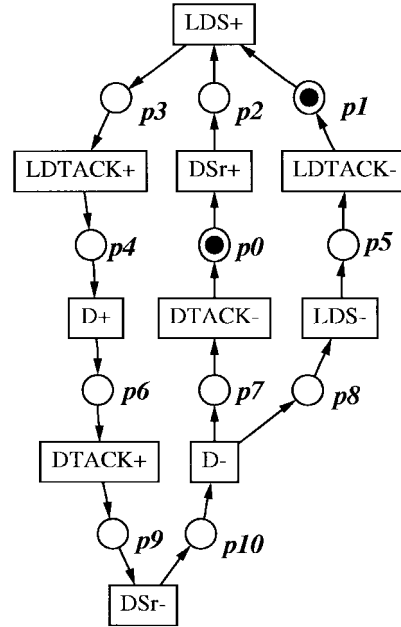 LDS+
p3
p2
p1
LDTACK+
DSr+
LDTACK-
p4
p0
p5
D+
DTACK-
LDS-
p6
p7
p8
DTACK+
D-
p9
p10
DSr-